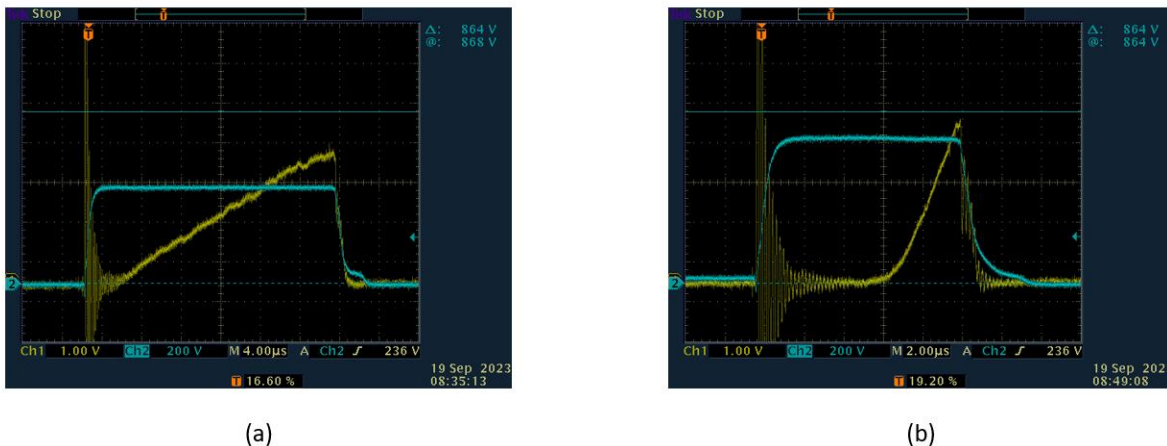 Stop
T
T
Δ: 864 V
@: 868 V
2
Ch1 1.00 V Ch2 200 V M 4.00µs A Ch2 236 V
T 16.60 %
19 Sep 2023
08:35:13
(a)
Stop
T
T
Δ: 864 V
@: 864 V
2
Ch1 1.00 V Ch2 200 V M 2.00µs A Ch2 236 V
T 19.20 %
19 Sep 202
08:49:08
(b)